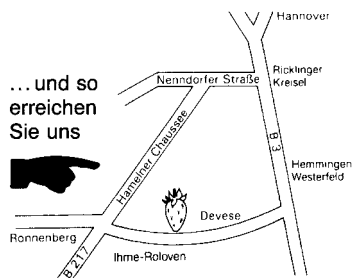 Hannover
...und so
erreichen
Sie uns
Nenndorfer Straße
Ricklinger
Kreisel
Hamelner Chaussee
B 3
Hemmingen
Westerfeld
Devese
Ronnenberg
Ihme-Roloven
B 217